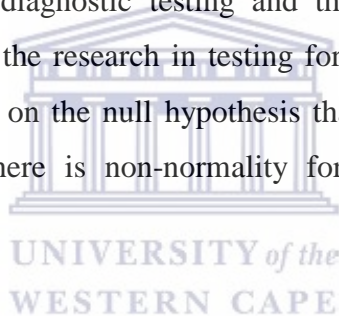 diagnostic testing and th
the research in testing for
on the null hypothesis tha
here is non-normality for
UNIVERSITY of the
WESTERN CAPE